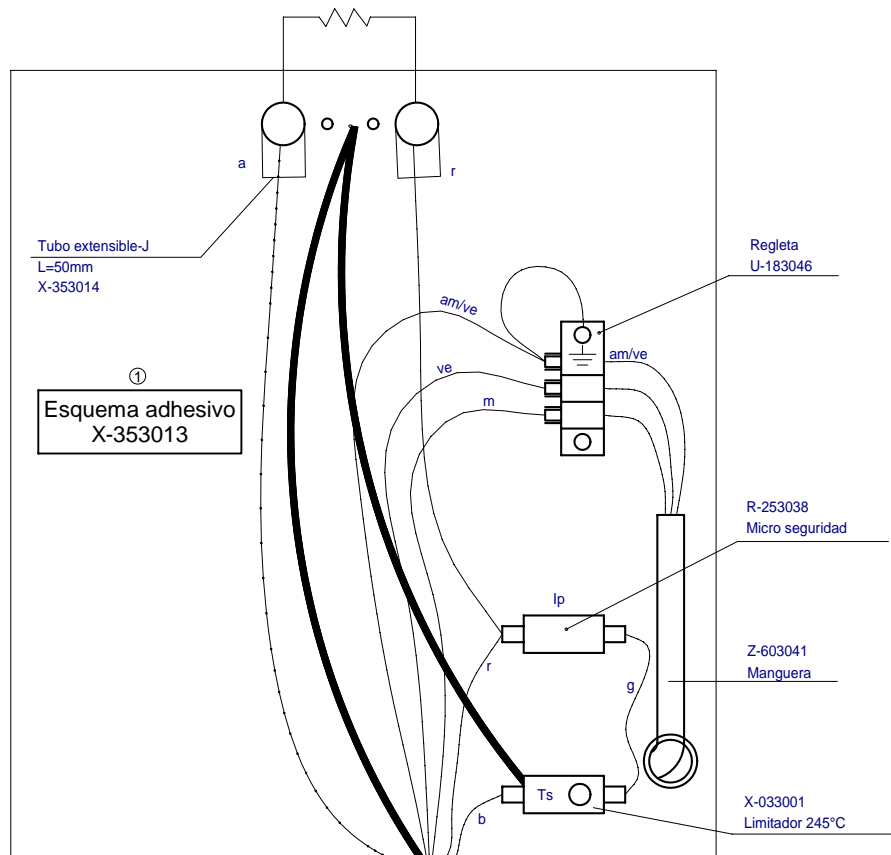 a
r
Tubo extensible-J
L=50mm
X-353014
Regleta
U-183046
am/ve
am/ve
ve
m
1
Esquema adhesivo
X-353013
R-253038
Micro seguridad
Ip
r
g
Z-603041
Manguera
Ts
b
X-033001
Limitador 245°C